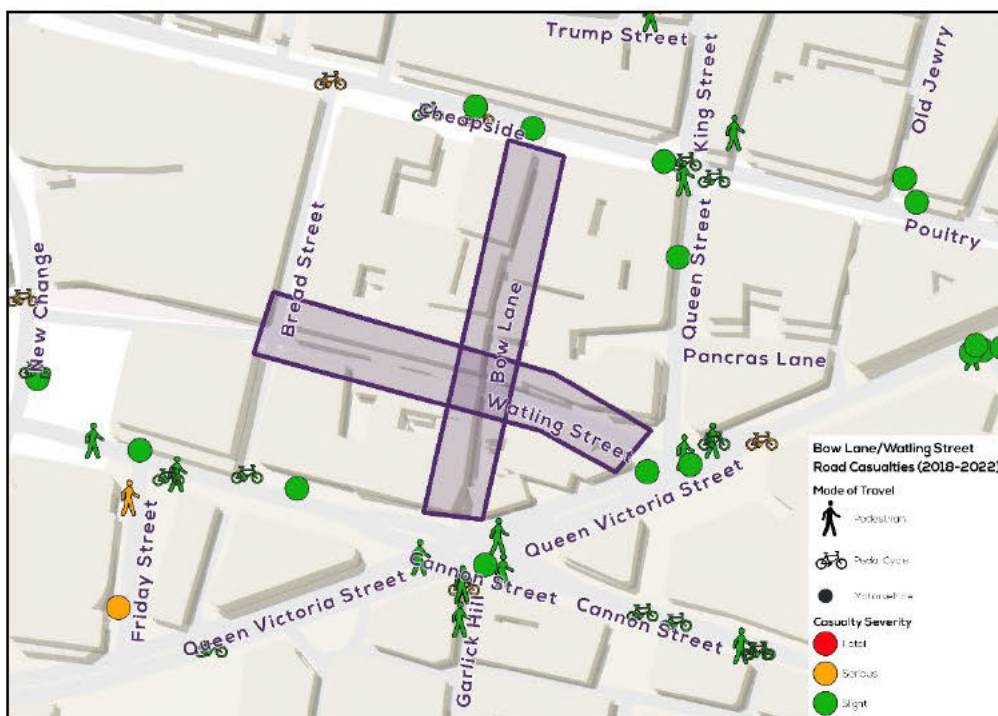 Trump Street
King Street
Old Jewry
Cheapside
Poultry
New Change
Bread Street
Bow Lane
Queen Street
Pancras Lane
Watling Street
Queen Victoria Street
Cannon Street
Cannon Street
Queen Victoria Street
Friday Street
Garlick Hill
Bow Lane/Watling Street
Road Casualties (2018-2022)
Mode of Travel
Pedestrian
Pedal Cycle
Motorvehicle
Casualty Severity
Fatal
Serious
Slight